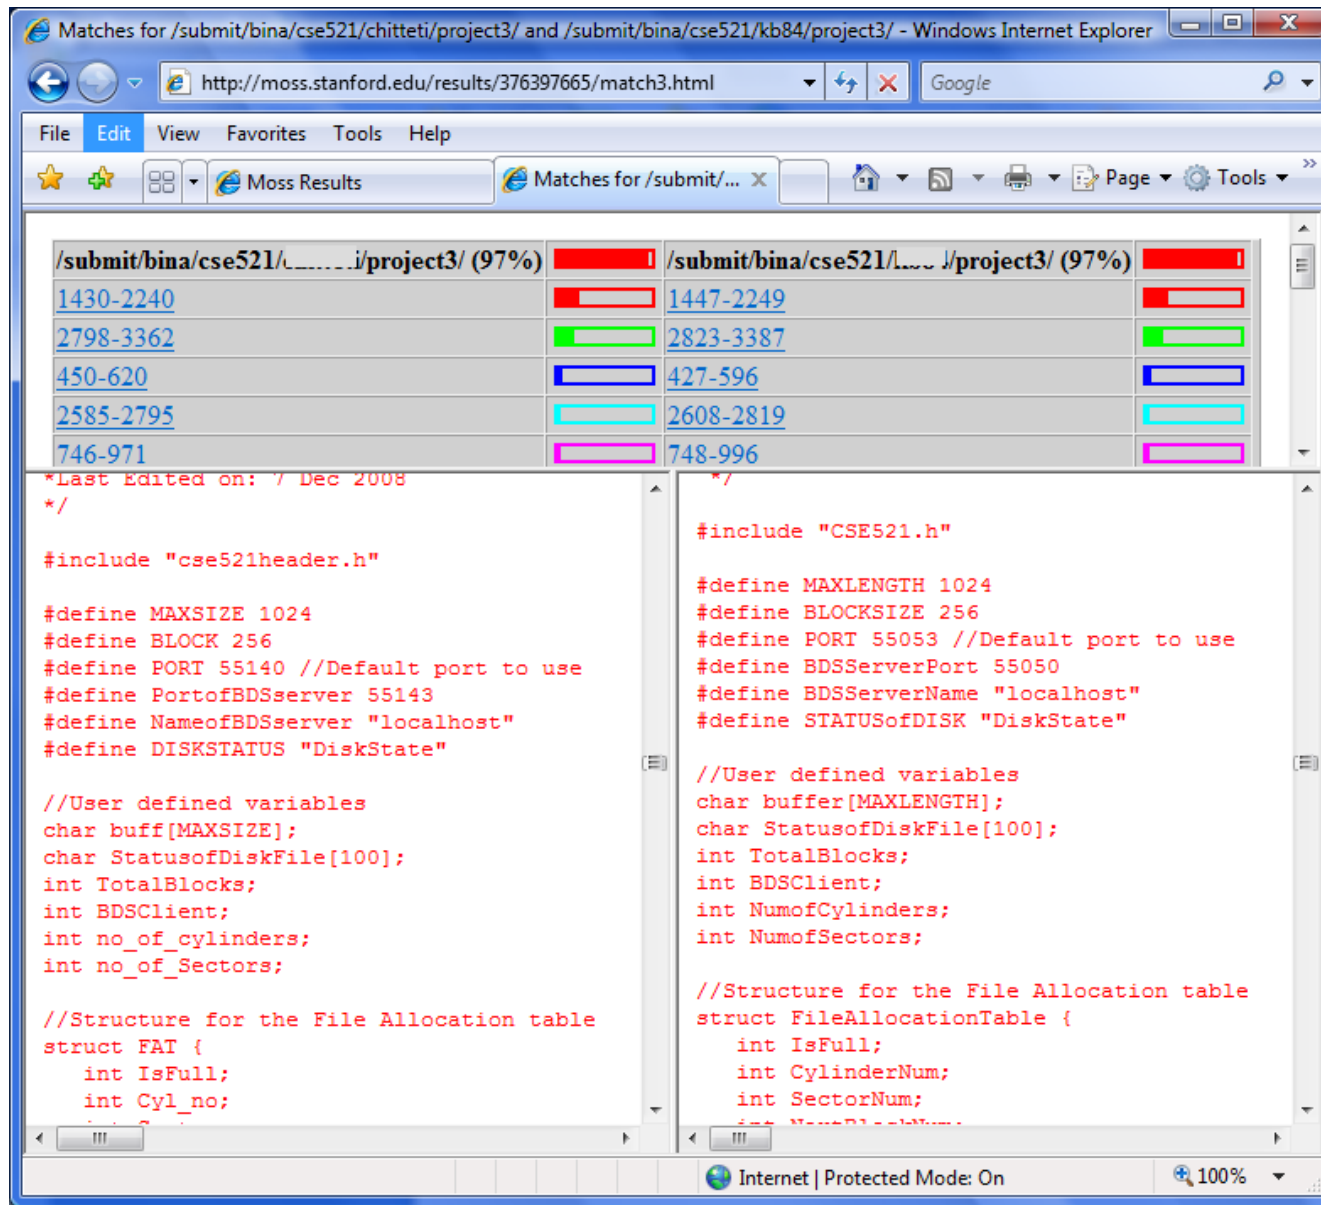 Matches for /submit/bina/cse521/chitteti/project3/ and /submit/bina/cse521/kb84/project3/ - Windows Internet Explorer
http://moss.stanford.edu/results/376397665/match3.html
Google
File Edit View Favorites Tools Help
Moss Results
Matches for /submit/... X
Page
Tools
»
/submit/bina/cse521/ i/project3/ (97%) /submit/bina/cse521/ /project3/ (97%)
1430-2240 1447-2249
2798-3362 2823-3387
450-620 427-596
2585-2795 2608-2819
746-971 748-996
*Last Edited on: 7 Dec 2008
*/
#include "cse521header.h"
#define MAXSIZE 1024
#define BLOCK 256
#define PORT 55140 //Default port to use
#define PortofBDSserver 55143
#define NameofBDSserver "localhost"
#define DISKSTATUS "DiskState"
//User defined variables
char buff[MAXSIZE];
char StatusofDiskFile[100];
int TotalBlocks;
int BDSClient;
int no_of_cylinders;
int no_of_Sectors;
//Structure for the File Allocation table
struct FAT {
int IsFull;
int Cyl_no;
*/
#include "CSE521.h"
#define MAXLENGTH 1024
#define BLOCKSIZE 256
#define PORT 55053 //Default port to use
#define BDSServerPort 55050
#define BDSServerName "localhost"
#define STATUSofDISK "DiskState"
//User defined variables
char buffer[MAXLENGTH];
char StatusofDiskFile[100];
int TotalBlocks;
int BDSClient;
int NumofCylinders;
int NumofSectors;
//Structure for the File Allocation table
struct FileAllocationTable {
int IsFull;
int CylinderNum;
int SectorNum;
int NextBlockNum;
Internet | Protected Mode: On
100%